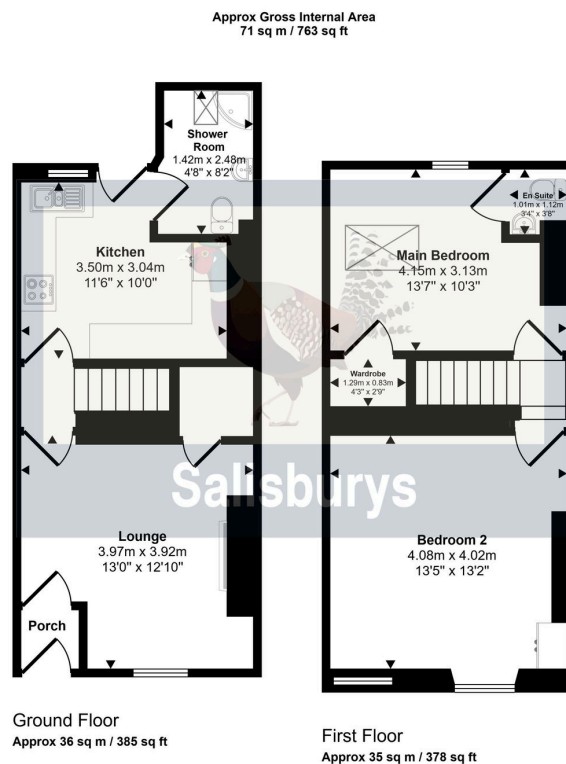 Approx Gross Internal Area
71 sq m / 763 sq ft
Shower
Room
1.42m x 2.48m
4'8" x 8'2"
Kitchen
3.50m x 3.04m
11'6" x 10'0"
Lounge
3.97m x 3.92m
13'0" x 12'10"
Porch
Ground Floor
Approx 36 sq m / 385 sq ft
En Suite
1.01m x 1.12m
3'4" x 3'8"
Main Bedroom
4.15m x 3.13m
13'7" x 10'3"
Wardrobe
1.29m x 0.83m
4'3" x 2'9"
Bedroom 2
4.08m x 4.02m
13'5" x 13'2"
First Floor
Approx 35 sq m / 378 sq ft
Salisburys